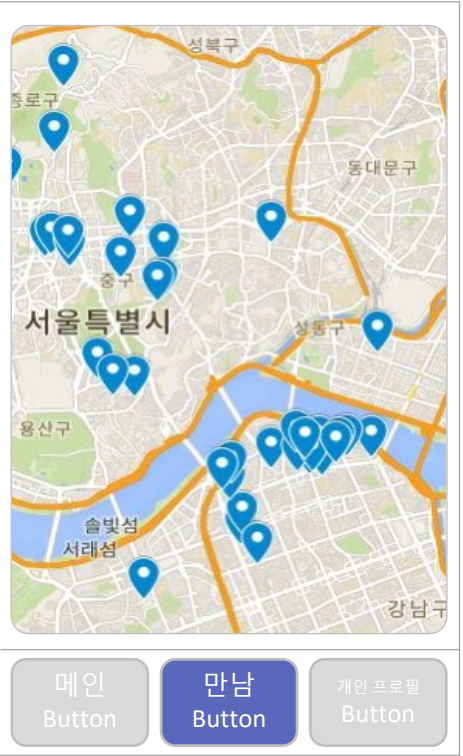 성북구
종로구
동대문구
중구
서울특별시
성동구
용산구
솔빛섬
서래섬
강남구
메인
Button
만남
Button
개인 프로필
Button